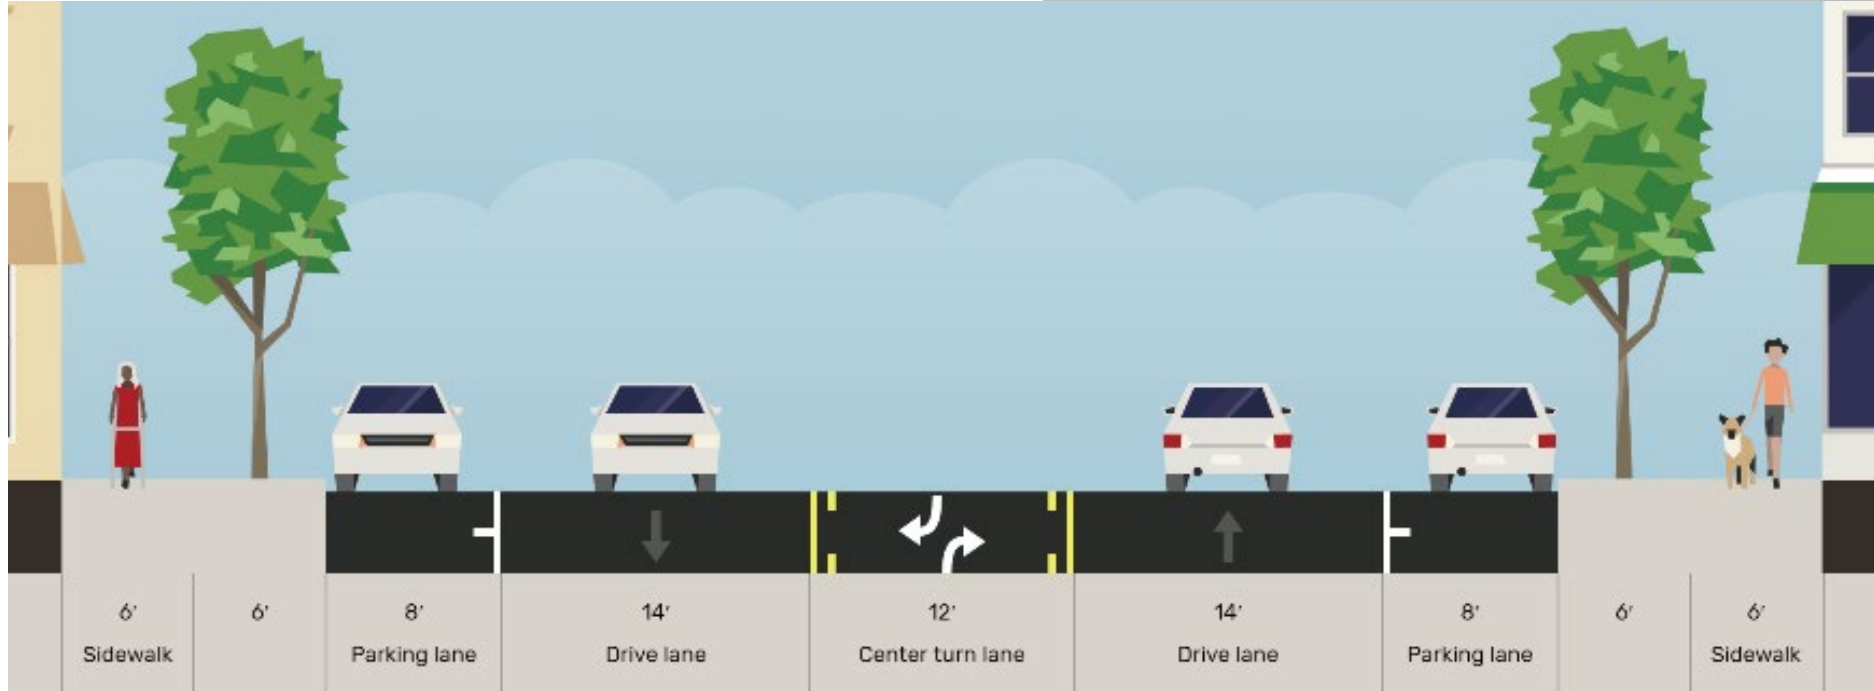 6' 6' 8' 14' 12' 14' 8' 6' 6'
Sidewalk Parking lane Drive lane Center turn lane Drive lane Parking lane Sidewalk